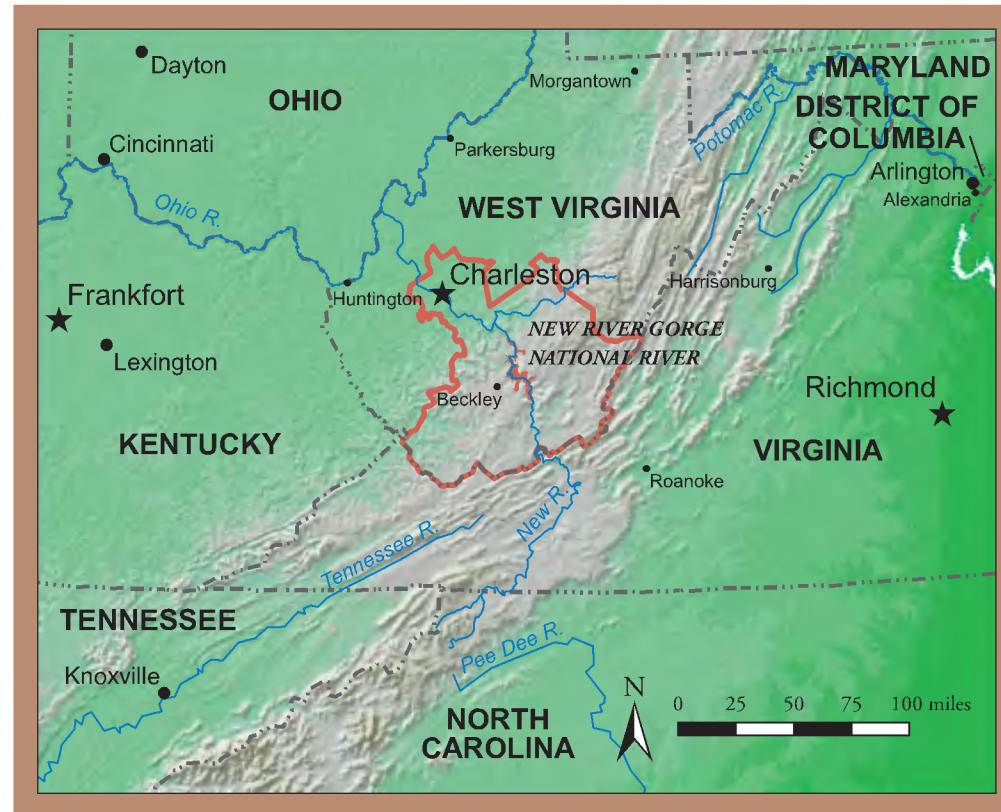 Dayton
Morgantown
MARYLAND
OHIO
Potomac R.
DISTRICT OF
COLUMBIA
Cincinnati
Parkersburg
Arlington
Alexandria
Ohio R.
WEST VIRGINIA
Charleston
Harrisonburg
Frankfort
Huntington
NEW RIVER GORGE
NATIONAL RIVER
Lexington
Beckley
Richmond
KENTUCKY
VIRGINIA
Roanoke
New R.
Tennessee R.
TENNESSEE
Pee Dee R.
Knoxville
N
0 25 50 75 100 miles
NORTH
CAROLINA